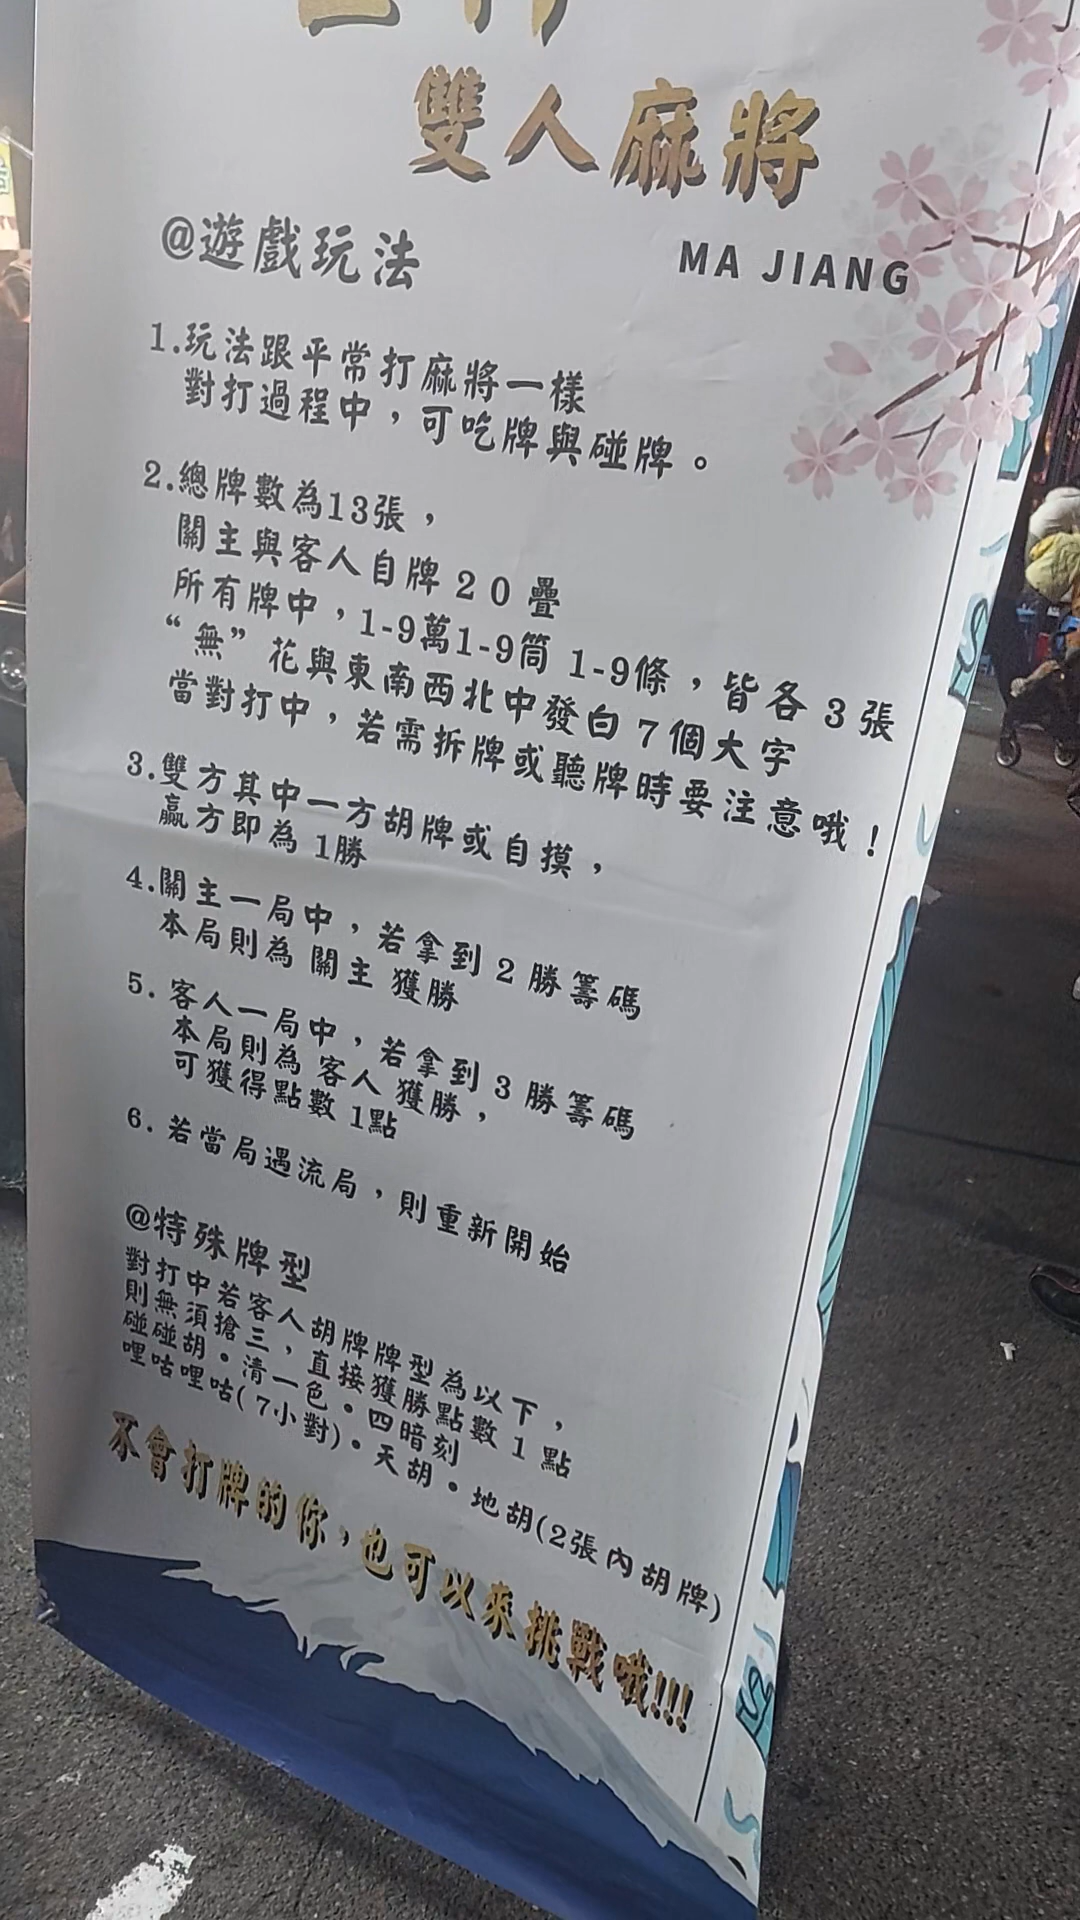 雙人麻將
MA JIANG
@遊戲玩法
1.玩法跟平常打麻將一樣
對打過程中，可吃牌與碰牌。
2.總牌數為13張，
關主與客人自牌20疊
所有牌中，1-9萬1-9筒 1-9條，皆各3張
“無”花與東南西北中發白7個大字
當對打中，若需拆牌或聽牌時要注意哦！
3.雙方其中一方胡牌或自摸，
贏方即為 1勝
4.關主一局中，若拿到2勝籌碼
本局則為 關主 獲勝
5.客人一局中，若拿到3勝籌碼
本局則為 客人 獲勝，
可獲得點數 1點
6.若當局遇流局，則重新開始
@特殊牌型
對打中若客人胡牌牌型為以下，
則無須搶三，直接獲勝點數1點
碰碰胡。清一色。四暗刻
哩咕哩咕(7小對)。天胡。地胡(2張內胡牌)
不會打牌的你，也可以來挑戰哦!!!